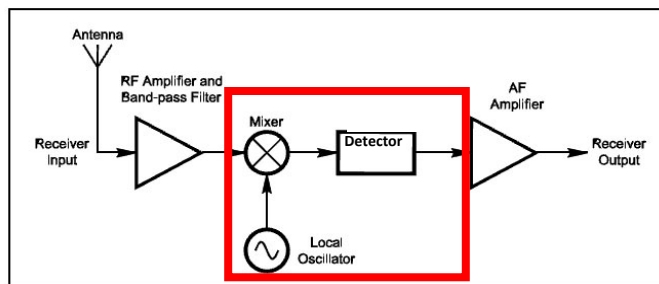 Antenna
RF Amplifier and
Band-pass Filter
AF
Amplifier
Mixer
Receiver
Input
Detector
Receiver
Output
Local
Oscillator